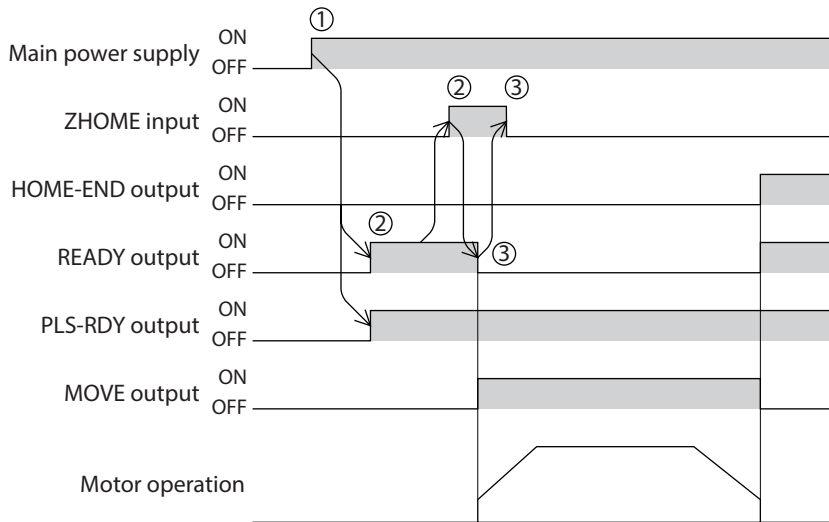 ①
Main power supply ON
OFF
② ③
ZHOME input ON
OFF
HOME-END output ON
OFF
②
READY output ON
OFF ③
PLS-RDY output ON
OFF
MOVE output ON
OFF
Motor operation